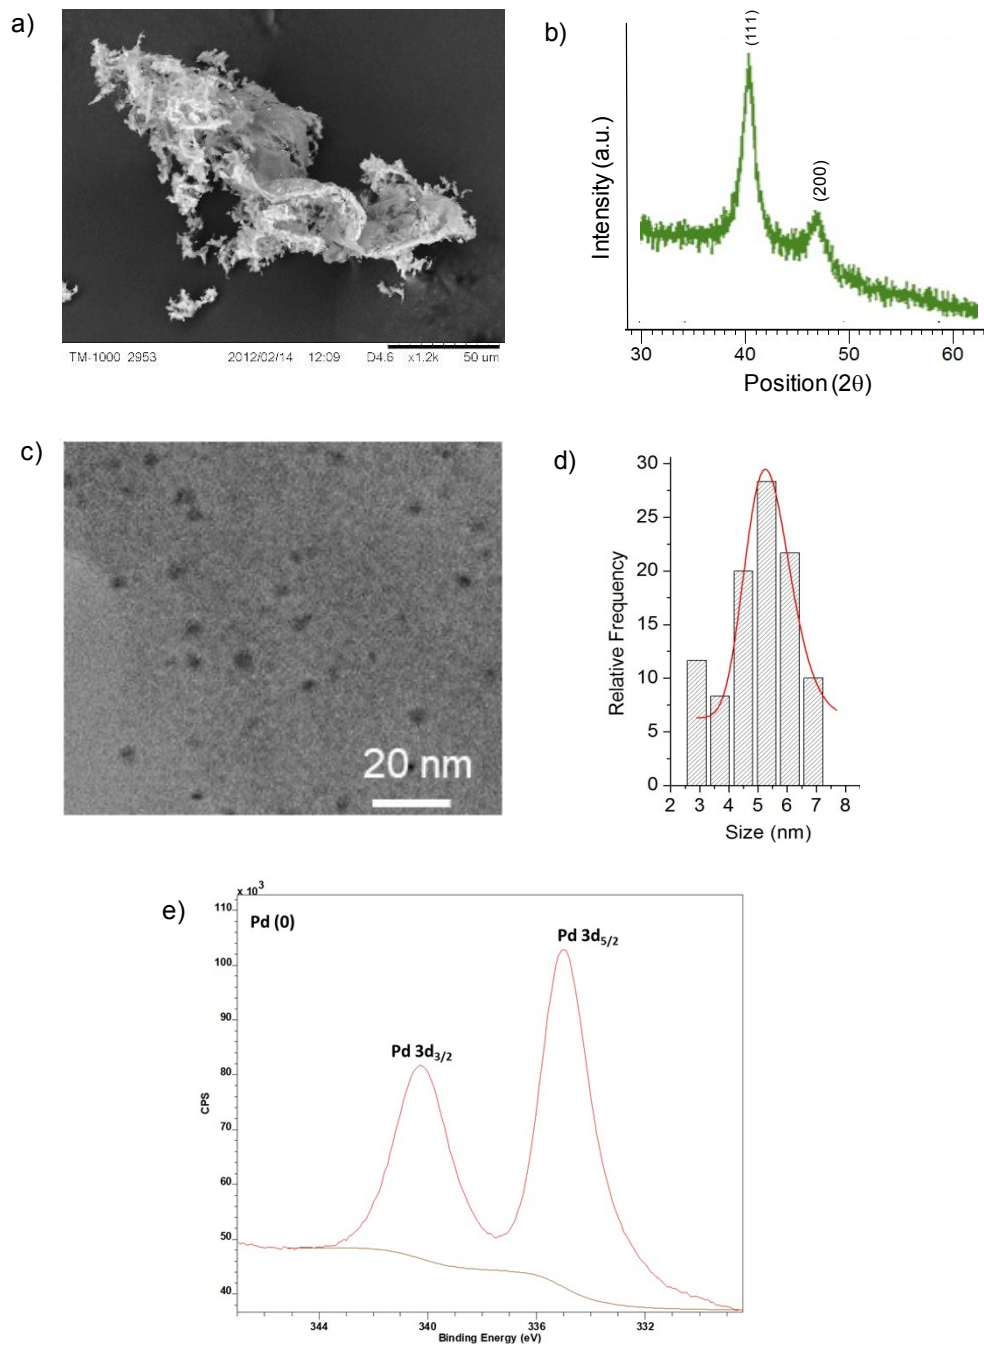 a)
TM-1000 2953 2012/02/14 12:09 D4.6 x1.2k 50 um
b)
(111)
(200)
Intensity (a.u.)
30 40 50 60
Position (2θ)
c)
20 nm
d)
30
25
20
15
10
5
0
Relative Frequency
2 3 4 5 6 7 8
Size (nm)
e)
x 10^3
Pd (0)
Pd 3d5/2
Pd 3d3/2
110
100
90
80
70
60
50
40
CPS
344 340 336 332
Binding Energy (eV)